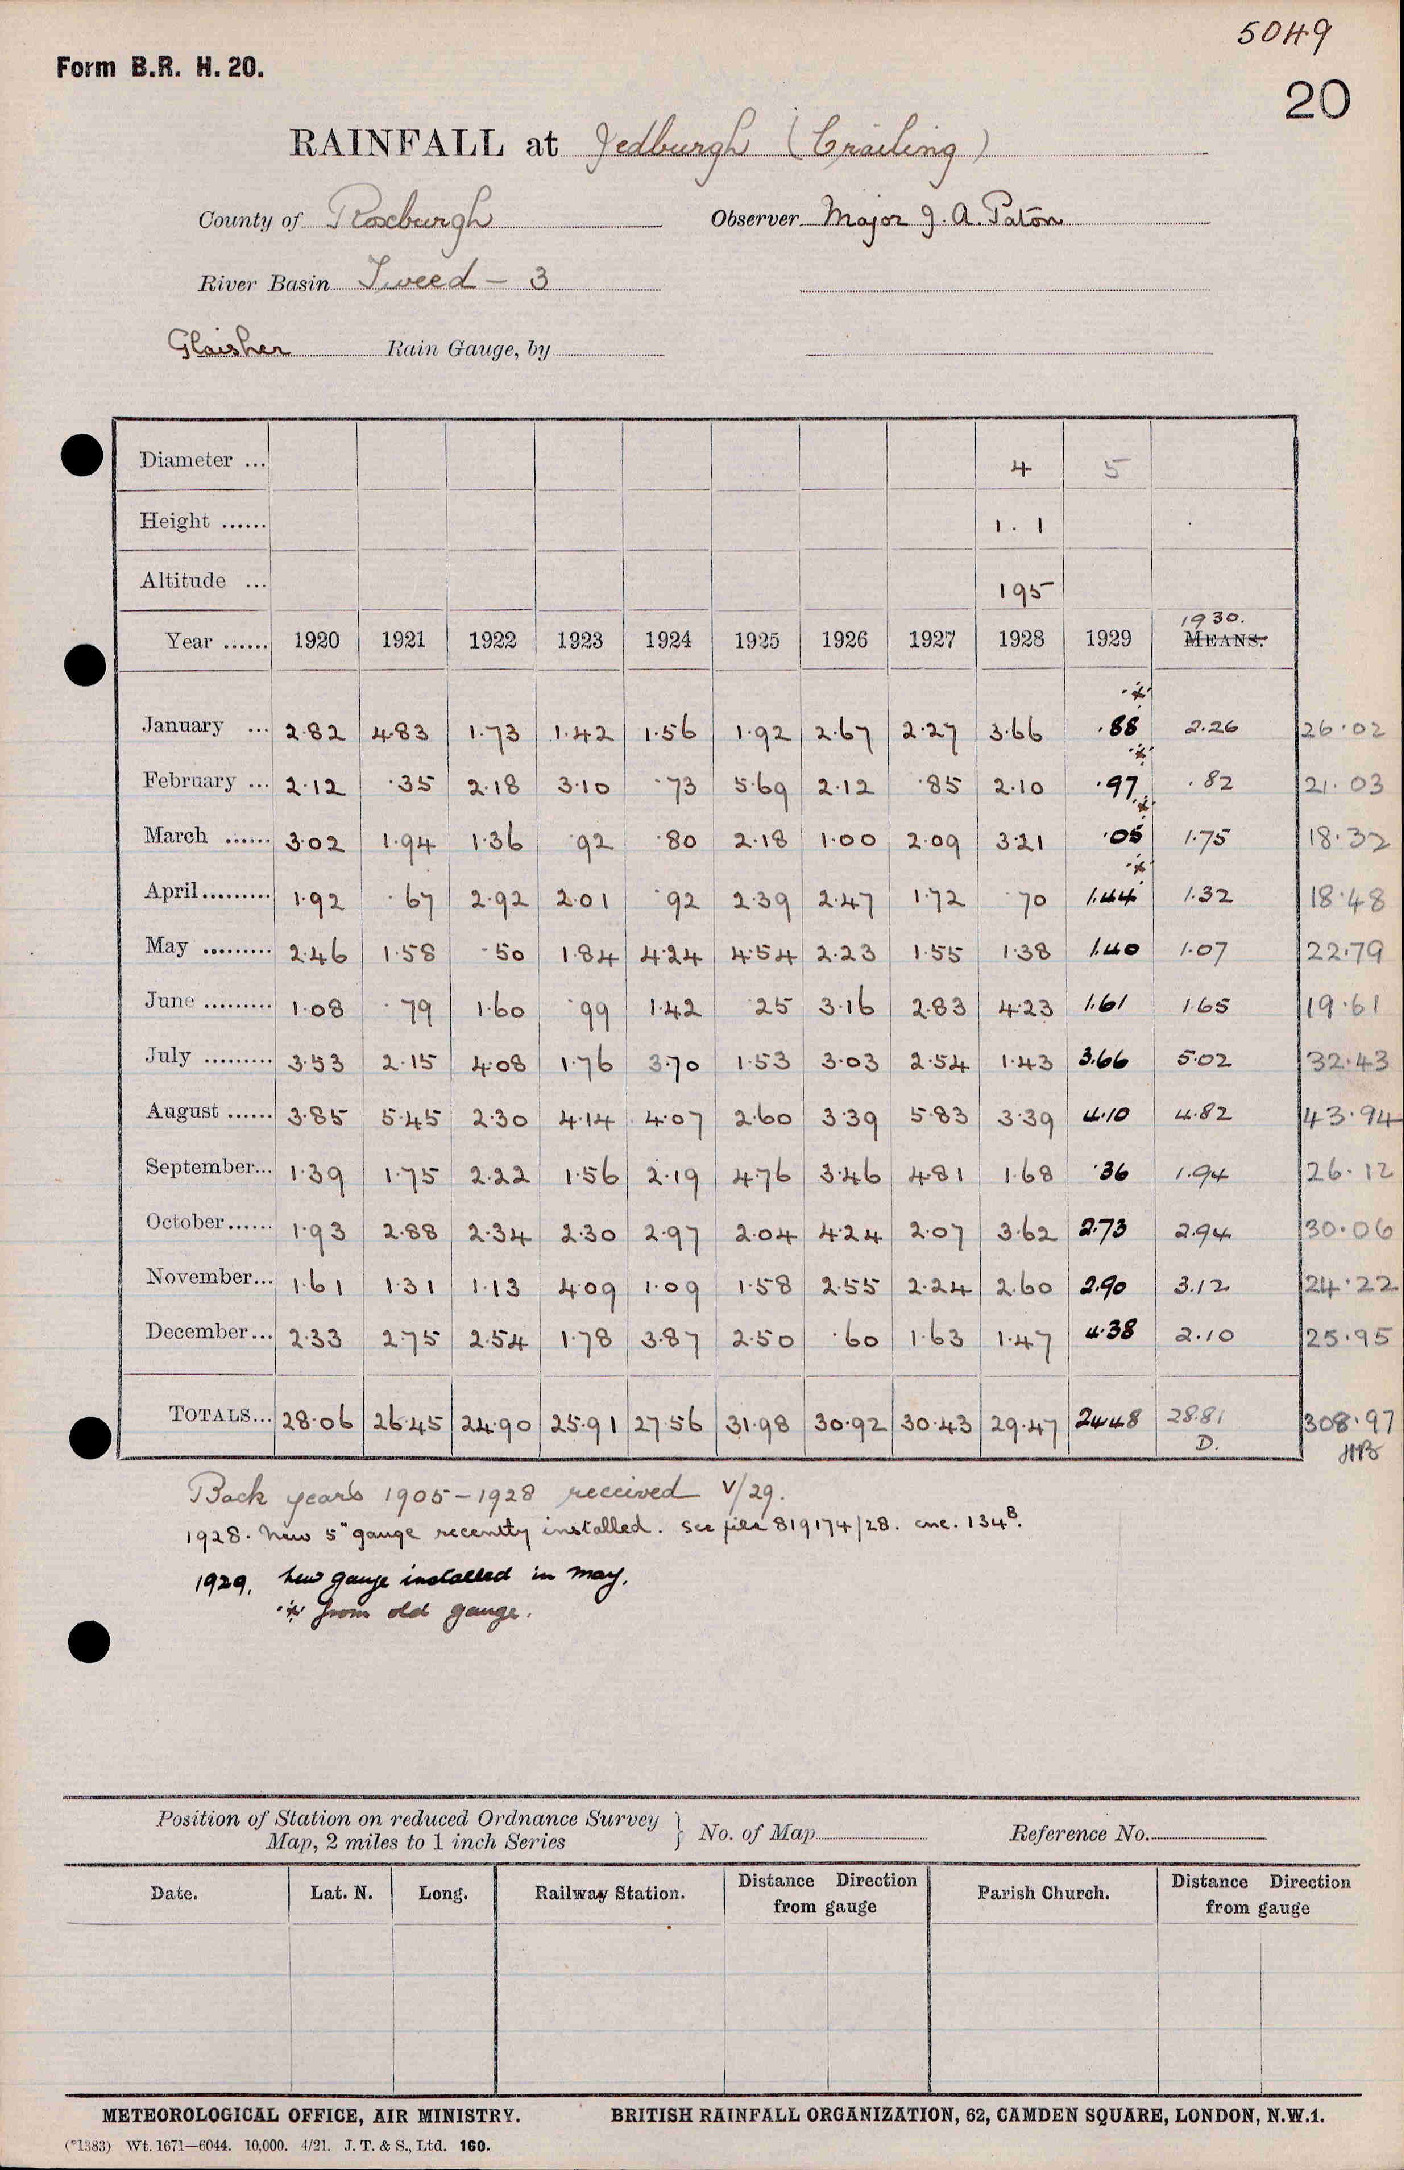 5049
Form B.R. H. 20.
20
RAINFALL at Jedburgh (Crailing)
County of Roxburgh Observer Major J. A. Paton
River Basin Tweed - 3
Glaisher Rain Gauge, by
Diameter ... 4 5
Height ...... 1 . 1
Altitude ... 195
1930.
Year ...... 1920 1921 1922 1923 1924 1925 1926 1927 1928 1929 MEANS.
January ... 2·82 4·83 1·73 1·42 1·56 1·92 2·67 2·27 3·66 ·88 2·26 26·02
February ... 2·12 ·35 2·18 3·10 ·73 5·69 2·12 ·85 2·10 ·97 ·82 21·03
March ...... 3·02 1·94 1·36 ·92 ·80 2·18 1·00 2·09 3·21 ·05 1·75 18·32
April ......... 1·92 ·67 2·92 2·01 ·92 2·39 2·47 1·72 ·70 1·44 1·32 18·48
May ......... 2·46 1·58 ·50 1·84 4·24 4·54 2·23 1·55 1·38 1·40 1·07 22·79
June ......... 1·08 ·79 1·60 ·99 1·42 ·25 3·16 2·83 4·23 1·61 1·65 19·61
July ......... 3·53 2·15 4·08 1·76 3·70 1·53 3·03 2·54 1·43 3·66 5·02 32·43
August ...... 3·85 5·45 2·30 4·14 4·07 2·60 3·39 5·83 3·39 4·10 4·82 43·94
September... 1·39 1·75 2·22 1·56 2·19 4·76 3·46 4·81 1·68 ·36 1·94 26·12
October...... 1·93 2·88 2·34 2·30 2·97 2·04 4·24 2·07 3·62 2·73 2·94 30·06
November... 1·61 1·31 1·13 4·09 1·09 1·58 2·55 2·24 2·60 2·90 3·12 24·22
December... 2·33 2·75 2·54 1·78 3·87 2·50 ·60 1·63 1·47 4·38 2·10 25·95
TOTALS... 28·06 26·45 24·90 25·91 27·56 31·98 30·92 30·43 29·47 24·48 28·81 308·97
D.
Back years 1905-1928 received V/29.
1928. New 5" gauge recently installed. See file 819174/28. enc. 134B.
1929. New gauge installed in May.
* from old gauge.
Position of Station on reduced Ordnance Survey
Map, 2 miles to 1 inch Series } No. of Map Reference No.
Date. Lat. N. Long. Railway Station. Distance Direction from gauge Parish Church. Distance Direction from gauge
METEOROLOGICAL OFFICE, AIR MINISTRY. BRITISH RAINFALL ORGANIZATION, 62, CAMDEN SQUARE, LONDON, N.W.1.
(*1383) Wt. 1671—6044. 10,000. 4/21. J. T. & S., Ltd. 160.